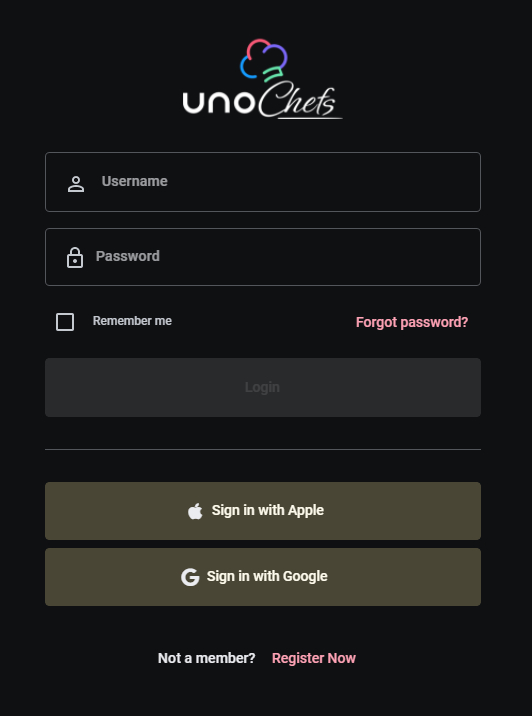 unoChefs
Username
Password
Remember me
Forgot password?
Login
Sign in with Apple
Sign in with Google
Not a member? Register Now